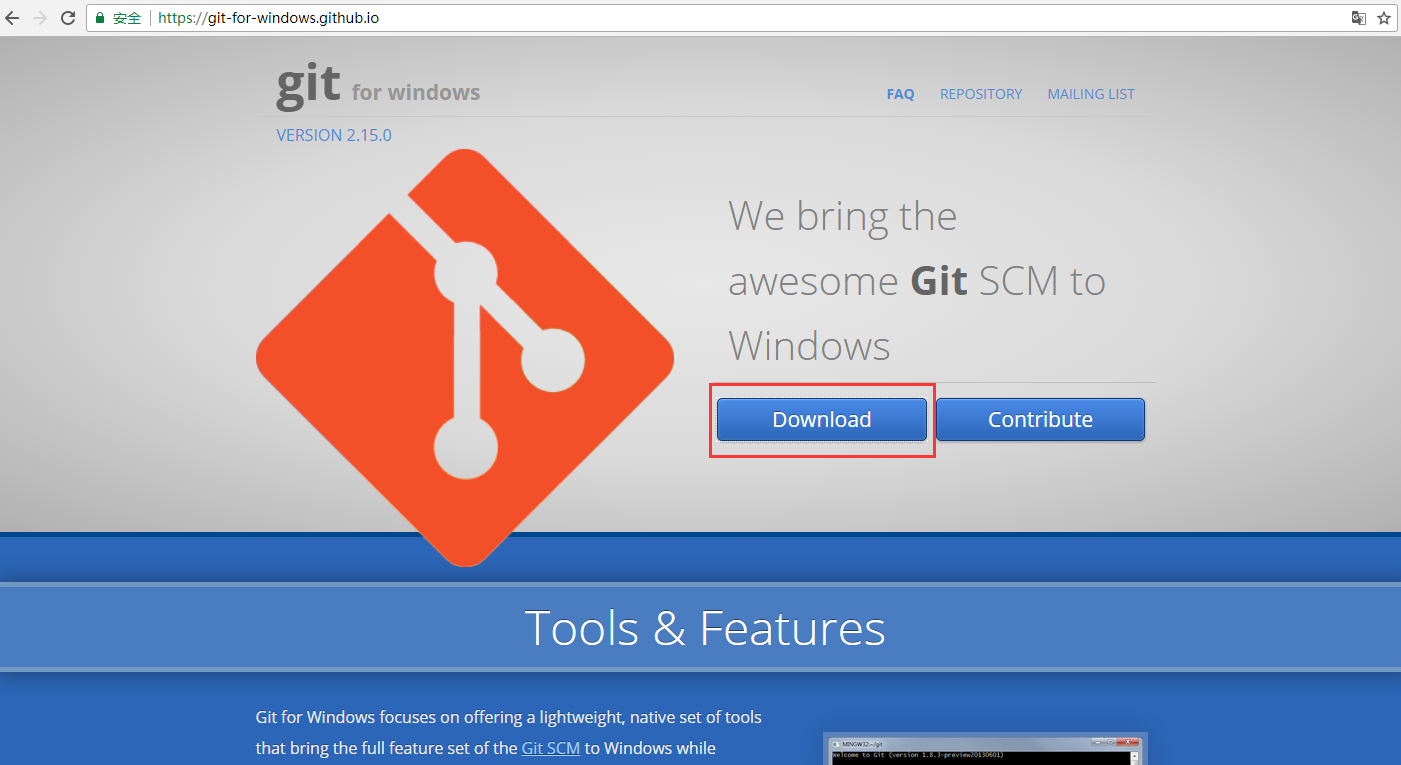 安全 https://git-for-windows.github.io
git for windows
FAQ REPOSITORY MAILING LIST
VERSION 2.15.0
We bring the
awesome Git SCM to
Windows
Download Contribute
Tools & Features
Git for Windows focuses on offering a lightweight, native set of tools
that bring the full feature set of the Git SCM to Windows while
MINGW32:~/git
Welcome to Git (version 1.8.3-preview20130601)